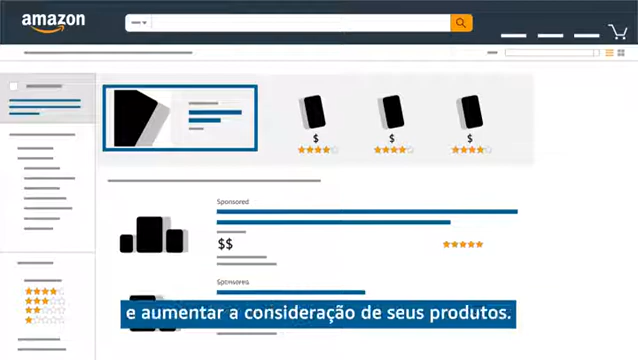 amazon
$ $ $
Sponsored
$$
Sponsored
e aumentar a consideração de seus produtos.